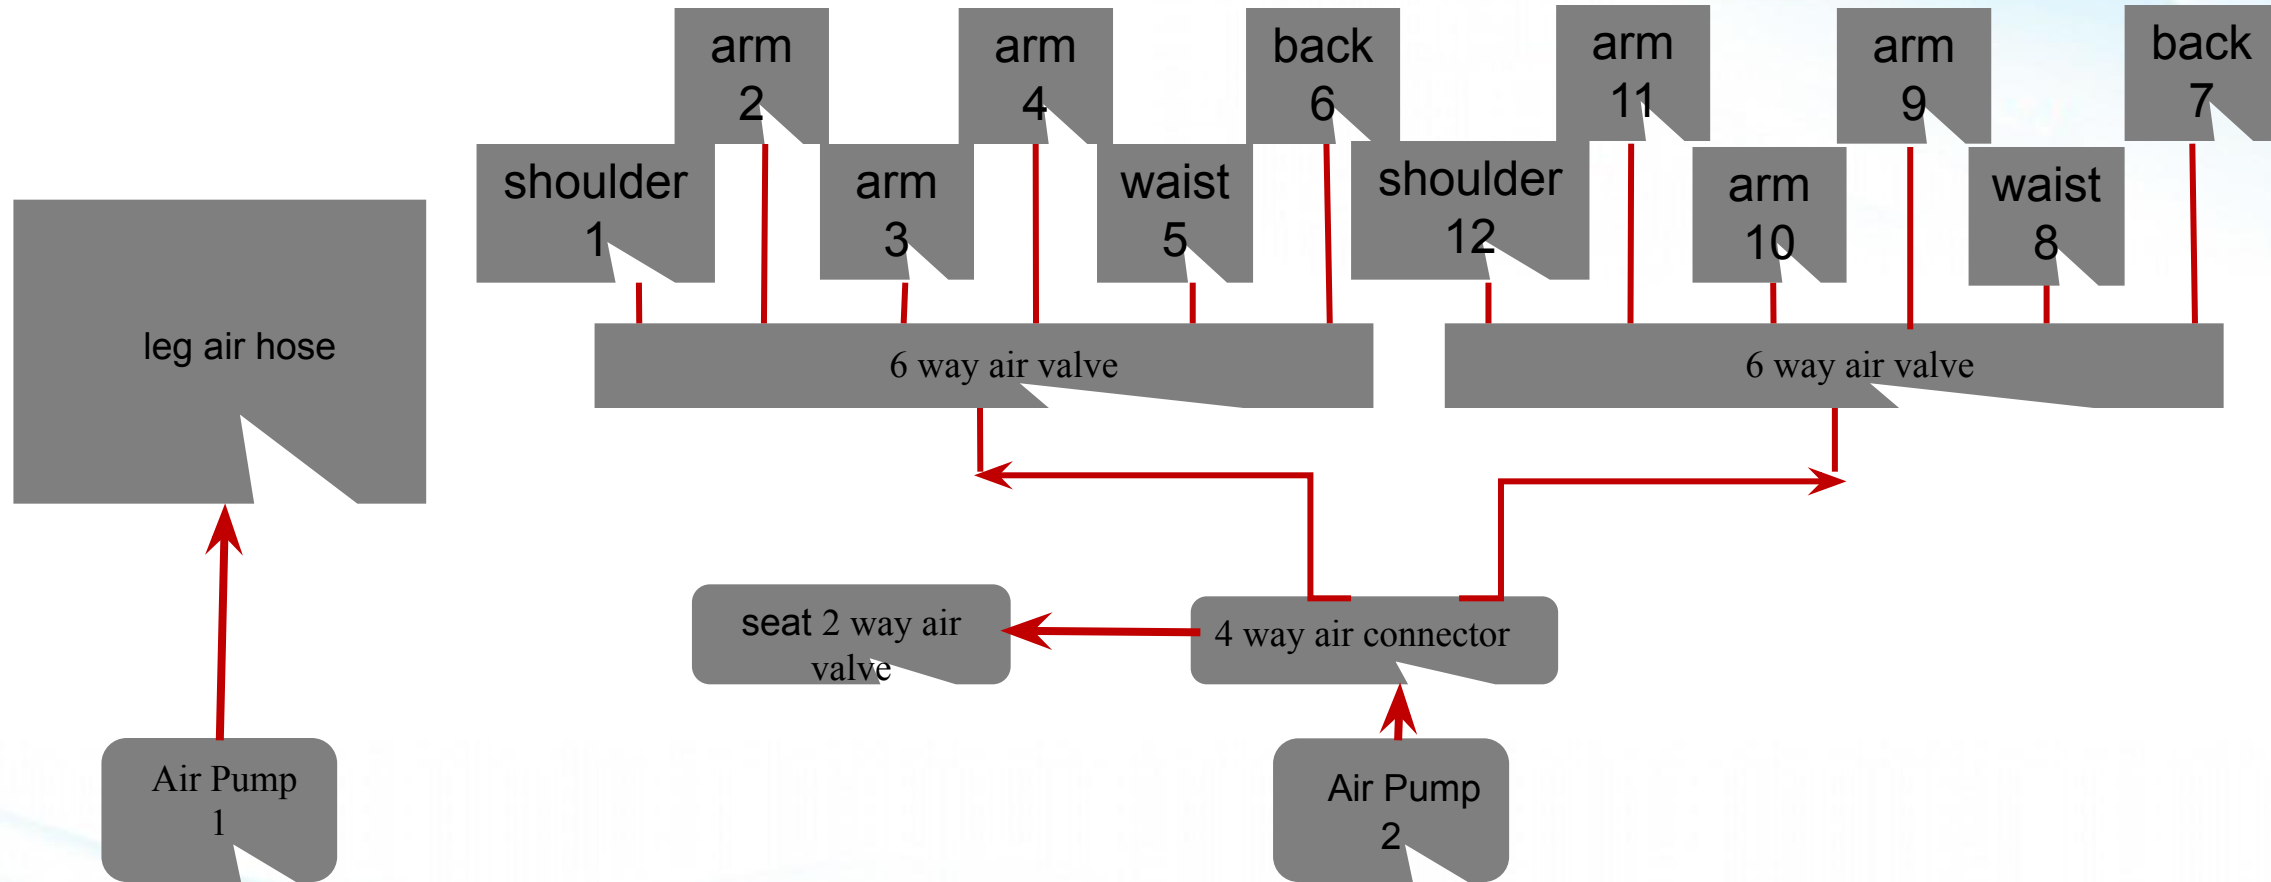 arm
2
arm
4
back
6
arm
11
arm
9
back
7
shoulder
1
arm
3
waist
5
shoulder
12
arm
10
waist
8
leg air hose
6 way air valve
6 way air valve
seat 2 way air
valve
4 way air connector
Air Pump
1
Air Pump
2